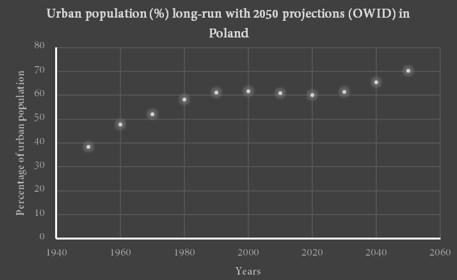 Urban population (%) long-run with 2050 projections (OWID) in
Poland
Percentage of urban population
80
70
60
50
40
30
20
10
0
1940 1960 1980 2000 2020 2040 2060
Years